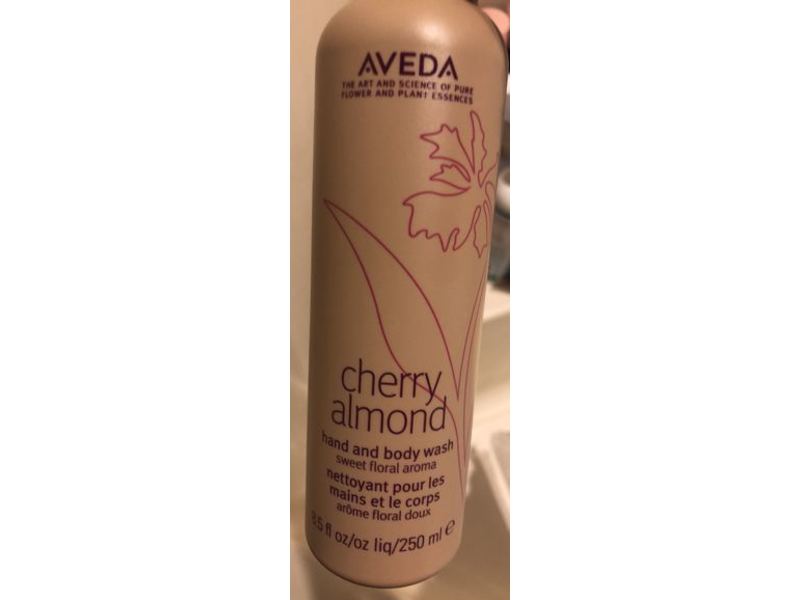 AVEDA
THE ART AND SCIENCE OF PURE
FLOWER AND PLANT ESSENCES
cherry
almond
hand and body wash
sweet floral aroma
nettoyant pour les
mains et le corps
arôme floral doux
8.5 fl oz/oz liq/250 ml e